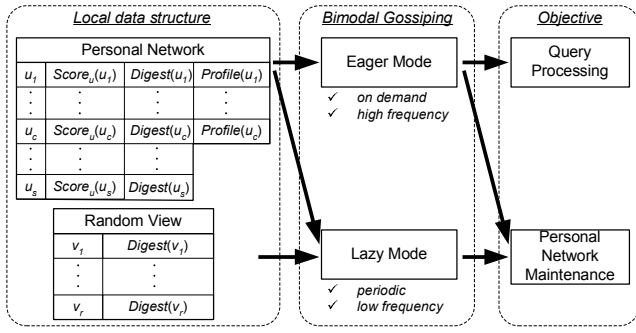 Local data structure
Personal Network
u1 Scoreu(u1) Digest(u1) Profile(u1)
uc Scoreu(uc) Digest(uc) Profile(uc)
us Scoreu(us) Digest(us)
Random View
v1 Digest(v1)
vr Digest(vr)
Bimodal Gossiping
Eager Mode
✓ on demand
✓ high frequency
Lazy Mode
✓ periodic
✓ low frequency
Objective
Query
Processing
Personal
Network
Maintenance